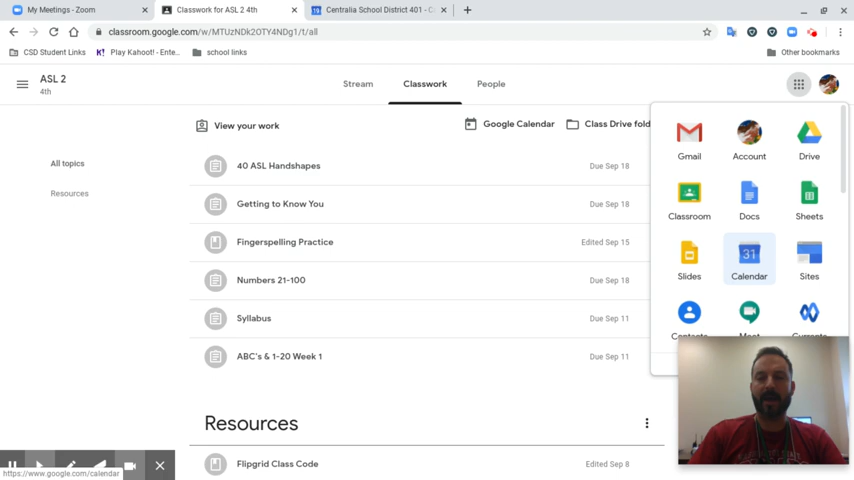 My Meetings - Zoom
Classwork for ASL 2 4th
19 Centralia School District 401 - C
classroom.google.com/w/MTUzNDk2OTY4NDg1/t/all
CSD Student Links
Play Kahoot! - Ente...
school links
Other bookmarks
ASL 2
4th
Stream
Classwork
People
View your work
Google Calendar
Class Drive fold
All topics
Resources
40 ASL Handshapes
Due Sep 18
Getting to Know You
Due Sep 18
Fingerspelling Practice
Edited Sep 15
Numbers 21-100
Due Sep 18
Syllabus
Due Sep 11
ABC's & 1-20 Week 1
Due Sep 11
Resources
Flipgrid Class Code
Edited Sep 8
Gmail
Account
Drive
Classroom
Docs
Sheets
Slides
31
Calendar
Sites
Contacts
Meet
Currents
https://www.google.com/calendar